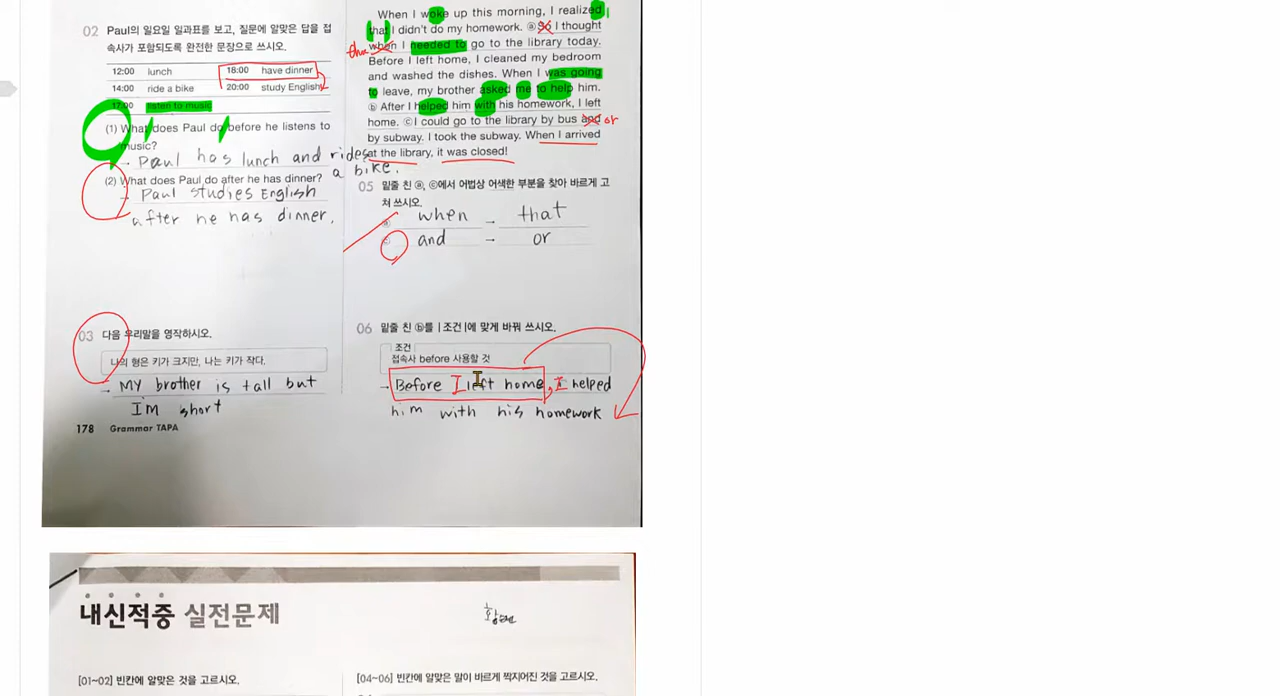 02 Paul의 일요일 일과표를 보고, 질문에 알맞은 답을 접
속사가 포함되도록 완전한 문장으로 쓰시오.
12:00 lunch 18:00 have dinner
14:00 ride a bike 20:00 study English
17:00 listen to music
(1) What does Paul do before he listens to
music?
→ Paul has lunch and rides
a bike.
(2) What does Paul do after he has dinner?
→ Paul studies English
after he has dinner.
03 다음 우리말을 영작하시오.
나의 형은 키가 크지만, 나는 키가 작다.
→ MY brother is tall but
I'M short
178 Grammar TAPA
When I woke up this morning, I realized
that I didn't do my homework. ⓐ So I thought
when I needed to go to the library today.
Before I left home, I cleaned my bedroom
and washed the dishes. When I was going
to leave, my brother asked me to help him.
ⓑ After I helped him with his homework, I left
home. ⓒ I could go to the library by bus and or
by subway. I took the subway. When I arrived
at the library, it was closed!
05 밑줄 친 ⓐ, ⓒ에서 어법상 어색한 부분을 찾아 바르게 고
쳐 쓰시오.
ⓐ when → that
ⓒ and → or
06 밑줄 친 ⓑ를 |조건|에 맞게 바꿔 쓰시오.
조건
접속사 before 사용할 것
→ Before I left home, I helped
him with his homework
내신적중 실전문제
[01~02] 빈칸에 알맞은 것을 고르시오.
[04~06] 빈칸에 알맞은 말이 바르게 짝지어진 것을 고르시오.